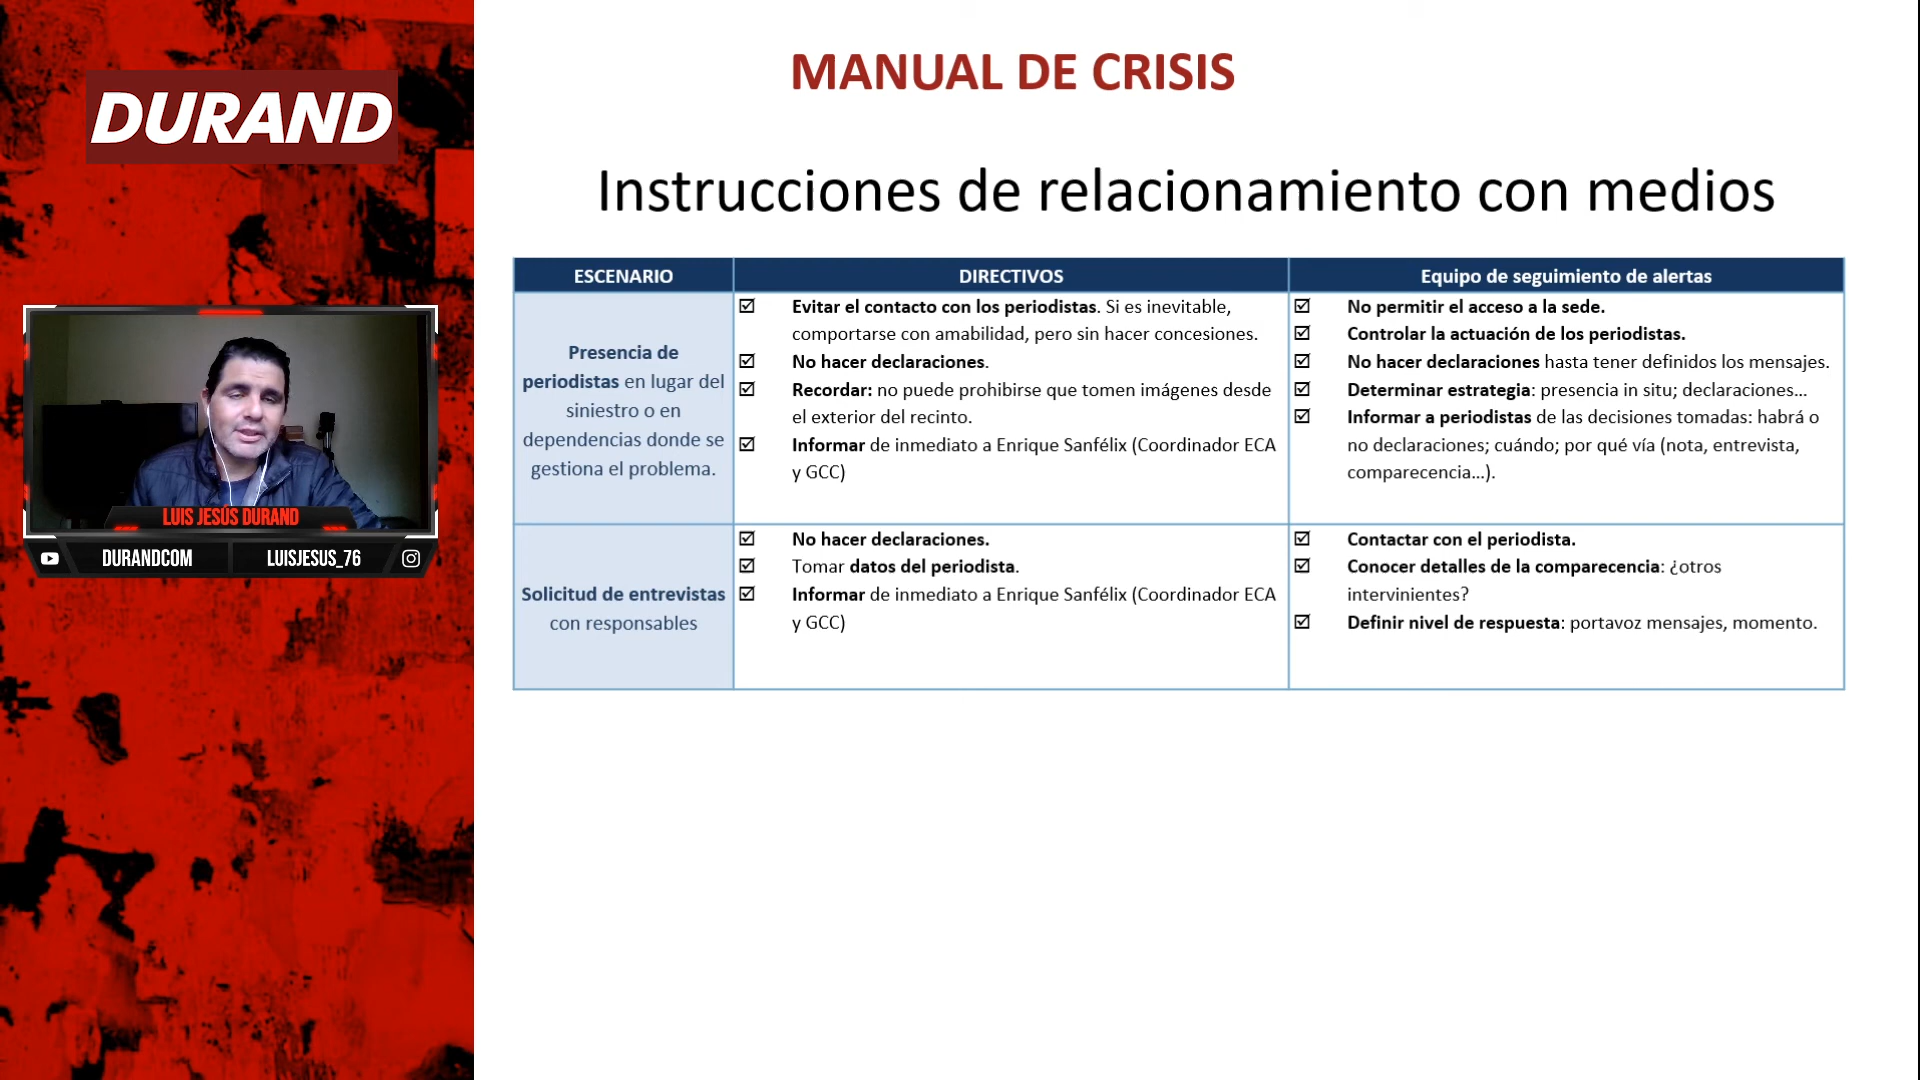 DURAND
LUIS JESÚS DURAND
DURANDCOM
LUISJESUS_76
MANUAL DE CRISIS
Instrucciones de relacionamiento con medios
ESCENARIO
DIRECTIVOS
Equipo de seguimiento de alertas
Presencia de
periodistas en lugar del
siniestro o en
dependencias donde se
gestiona el problema.
☑ Evitar el contacto con los periodistas. Si es inevitable,
comportarse con amabilidad, pero sin hacer concesiones.
☑ No hacer declaraciones.
☑ Recordar: no puede prohibirse que tomen imágenes desde
el exterior del recinto.
☑ Informar de inmediato a Enrique Sanfélix (Coordinador ECA
y GCC)
☑ No permitir el acceso a la sede.
☑ Controlar la actuación de los periodistas.
☑ No hacer declaraciones hasta tener definidos los mensajes.
☑ Determinar estrategia: presencia in situ; declaraciones...
☑ Informar a periodistas de las decisiones tomadas: habrá o
no declaraciones; cuándo; por qué vía (nota, entrevista,
comparecencia...).
Solicitud de entrevistas
con responsables
☑ No hacer declaraciones.
☑ Tomar datos del periodista.
☑ Informar de inmediato a Enrique Sanfélix (Coordinador ECA
y GCC)
☑ Contactar con el periodista.
☑ Conocer detalles de la comparecencia: ¿otros
intervinientes?
☑ Definir nivel de respuesta: portavoz mensajes, momento.